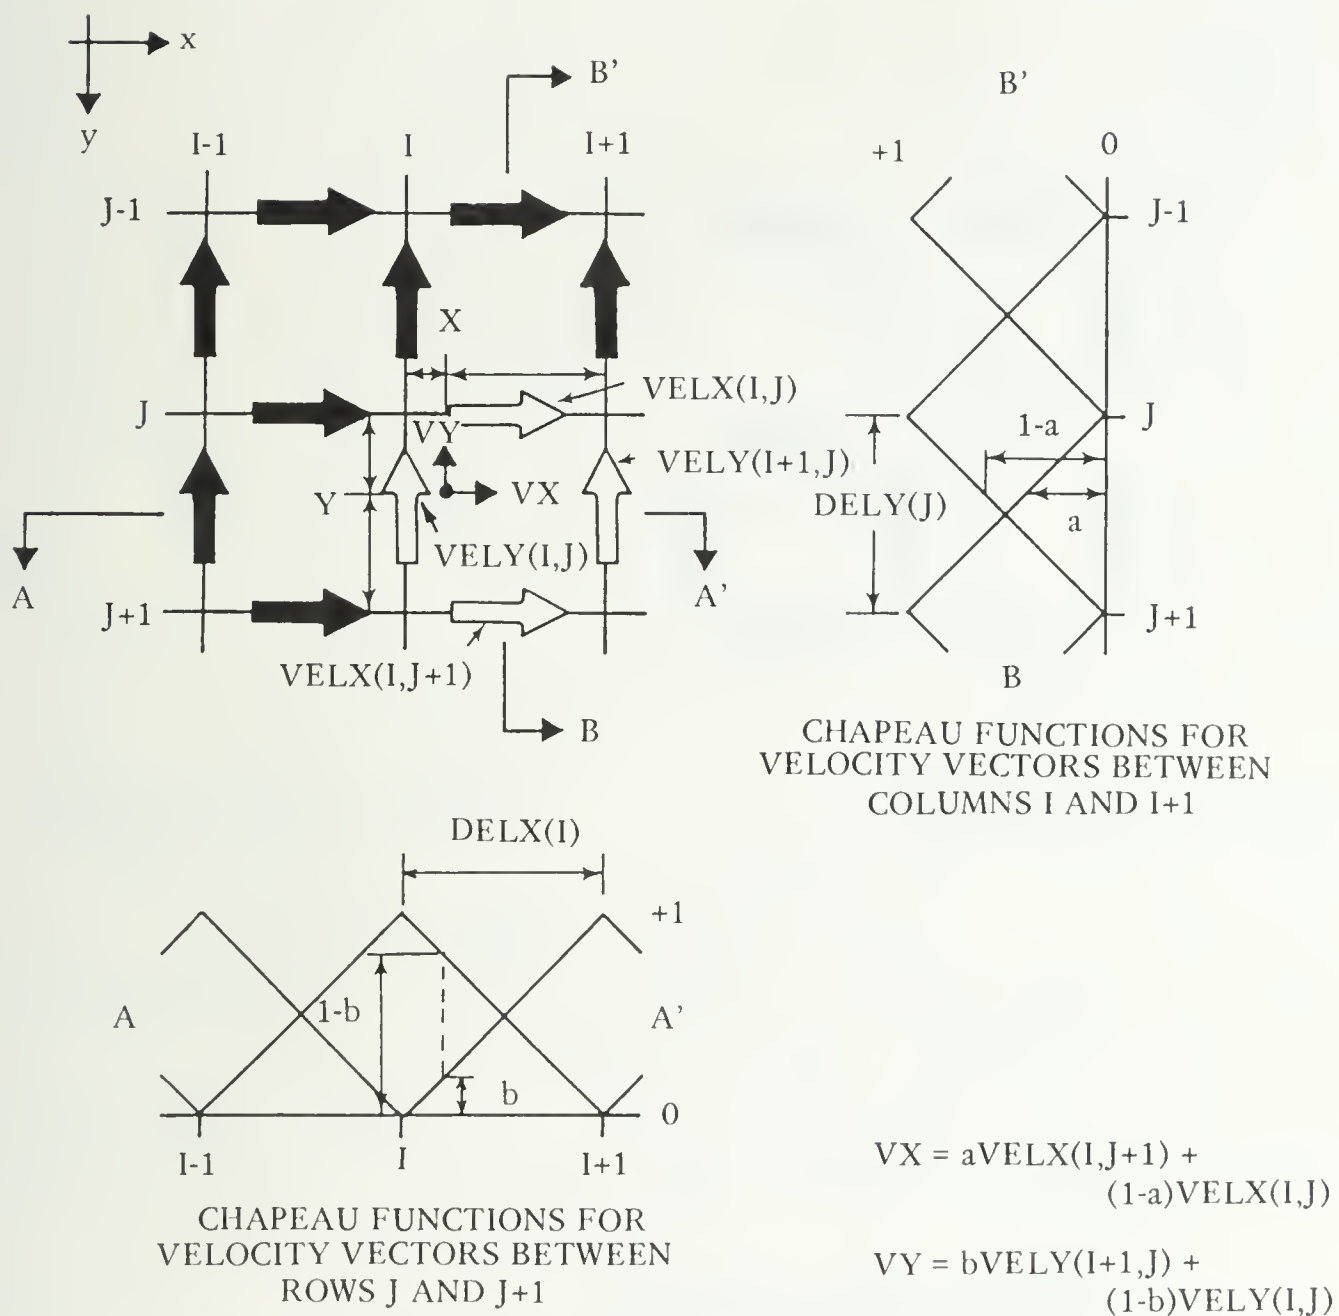 x
y
B'
I-1
I
I+1
J-1
X
VELX(I,J)
J
VY
VELY(I+1,J)
Y
VX
VELY(I,J)
A
A'
J+1
VELX(I,J+1)
B
B'
+1
0
J-1
J
1-a
DELY(J)
a
J+1
B
CHAPEAU FUNCTIONS FOR
VELOCITY VECTORS BETWEEN
COLUMNS I AND I+1
DELX(I)
+1
A
1-b
A'
b
0
I-1
I
I+1
CHAPEAU FUNCTIONS FOR
VELOCITY VECTORS BETWEEN
ROWS J AND J+1
VX = aVELX(I,J+1) +
(1-a)VELX(I,J)
VY = bVELY(I+1,J) +
(1-b)VELY(I,J)